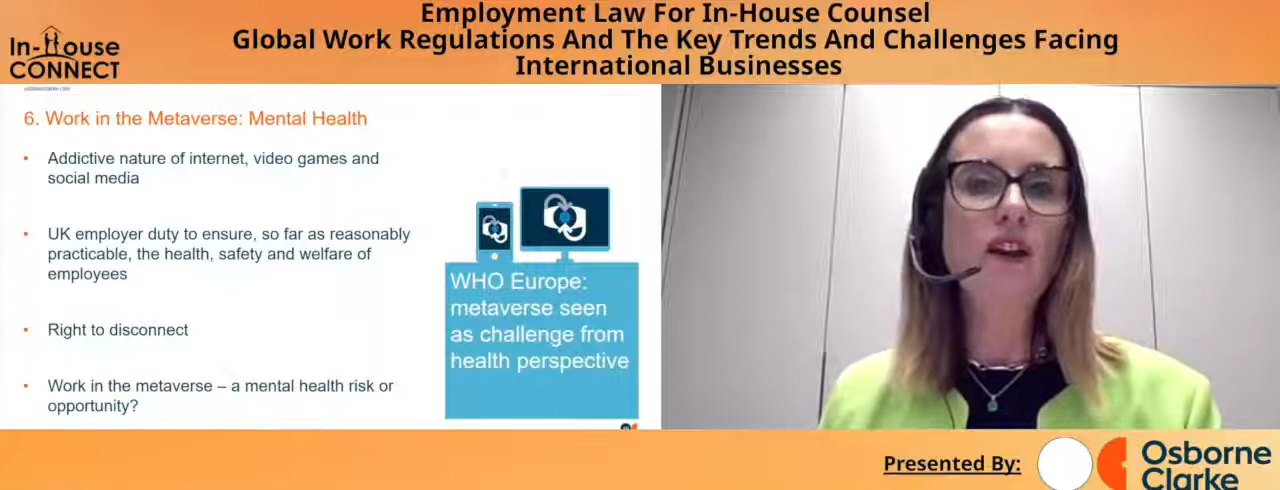 Employment Law For In-House Counsel
Global Work Regulations And The Key Trends And Challenges Facing
International Businesses
In-House
CONNECT
6. Work in the Metaverse: Mental Health
• Addictive nature of internet, video games and
social media
• UK employer duty to ensure, so far as reasonably
practicable, the health, safety and welfare of
employees
• Right to disconnect
• Work in the metaverse – a mental health risk or
opportunity?
WHO Europe:
metaverse seen
as challenge from
health perspective
Presented By:
Osborne
Clarke